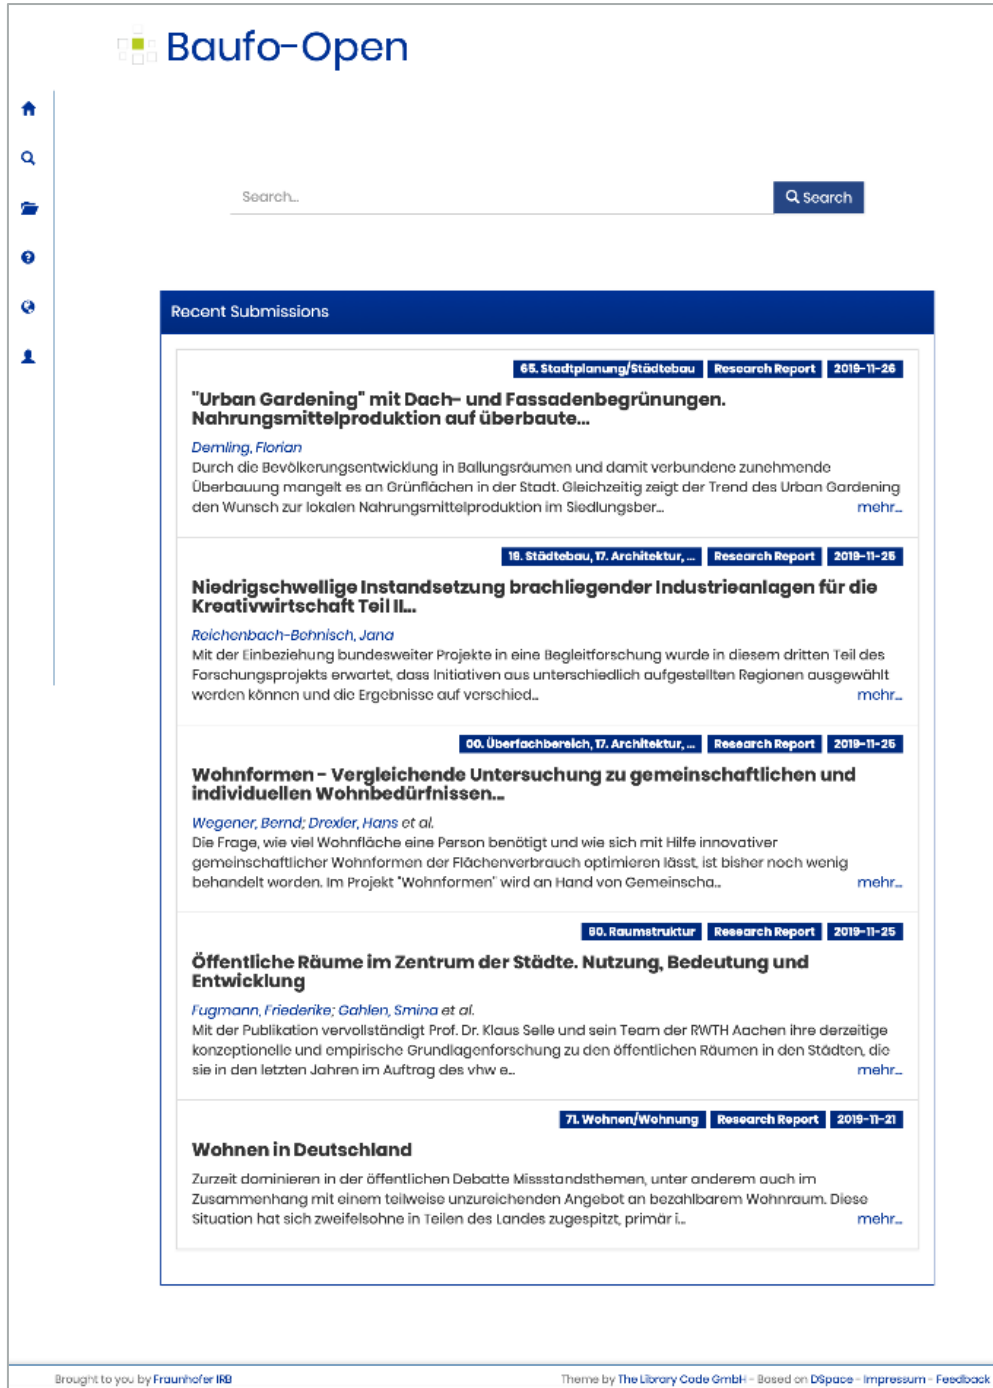 Baufo-Open
Search...
Search
Recent Submissions
65. Stadtplanung/Städtebau Research Report 2019-11-26
"Urban Gardening" mit Dach- und Fassadenbegrünungen.
Nahrungsmittelproduktion auf überbaute...
Demling, Florian
Durch die Bevölkerungsentwicklung in Ballungsräumen und damit verbundene zunehmende
Überbauung mangelt es an Grünflächen in der Stadt. Gleichzeitig zeigt der Trend des Urban Gardening
den Wunsch zur lokalen Nahrungsmittelproduktion im Siedlungsber... mehr...
18. Städtebau, 17. Architektur, ... Research Report 2019-11-25
Niedrigschwellige Instandsetzung brachliegender Industrieanlagen für die
Kreativwirtschaft Teil II...
Reichenbach-Behnisch, Jana
Mit der Einbeziehung bundesweiter Projekte in eine Begleitforschung wurde in diesem dritten Teil des
Forschungsprojekts erwartet, dass Initiativen aus unterschiedlich aufgestellten Regionen ausgewählt
werden können und die Ergebnisse auf verschied... mehr...
00. Überfachbereich, 17. Architektur, ... Research Report 2019-11-25
Wohnformen - Vergleichende Untersuchung zu gemeinschaftlichen und
individuellen Wohnbedürfnissen...
Wegener, Bernd; Drexler, Hans et al.
Die Frage, wie viel Wohnfläche eine Person benötigt und wie sich mit Hilfe innovativer
gemeinschaftlicher Wohnformen der Flächenverbrauch optimieren lässt, ist bisher noch wenig
behandelt worden. Im Projekt "Wohnformen" wird an Hand von Gemeinscha... mehr...
80. Raumstruktur Research Report 2019-11-25
Öffentliche Räume im Zentrum der Städte. Nutzung, Bedeutung und
Entwicklung
Fugmann, Friederike; Gahlen, Smina et al.
Mit der Publikation vervollständigt Prof. Dr. Klaus Selle und sein Team der RWTH Aachen ihre derzeitige
konzeptionelle und empirische Grundlagenforschung zu den öffentlichen Räumen in den Städten, die
sie in den letzten Jahren im Auftrag des vhw e... mehr...
71. Wohnen/Wohnung Research Report 2019-11-21
Wohnen in Deutschland
Zurzeit dominieren in der öffentlichen Debatte Missstandsthemen, unter anderem auch im
Zusammenhang mit einem teilweise unzureichenden Angebot an bezahlbarem Wohnraum. Diese
Situation hat sich zweifelsohne in Teilen des Landes zugespitzt, primär i... mehr...
Brought to you by Fraunhofer IRB Theme by The Library Code GmbH - Based on DSpace - Impressum - Feedback